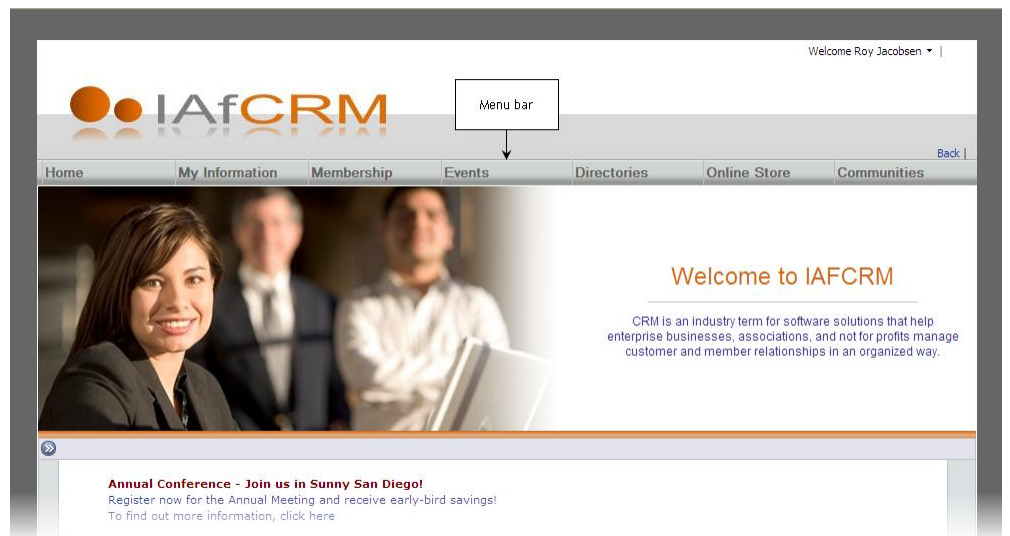 Welcome Roy Jacobsen |
IAfCRM
Menu bar
Back |
Home My Information Membership Events Directories Online Store Communities
Welcome to IAFCRM
CRM is an industry term for software solutions that help
enterprise businesses, associations, and not for profits manage
customer and member relationships in an organized way.
Annual Conference - Join us in Sunny San Diego!
Register now for the Annual Meeting and receive early-bird savings!
To find out more information, click here